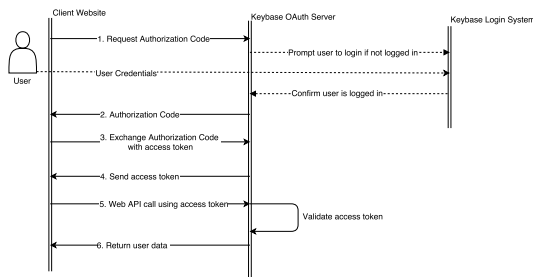 Client Website
Keybase OAuth Server
Keybase Login System
1. Request Authorization Code
Prompt user to login if not logged in
User Credentials
User
Confirm user is logged in
2. Authorization Code
3. Exchange Authorization Code
with access token
4. Send access token
5. Web API call using access token
Validate access token
6. Return user data